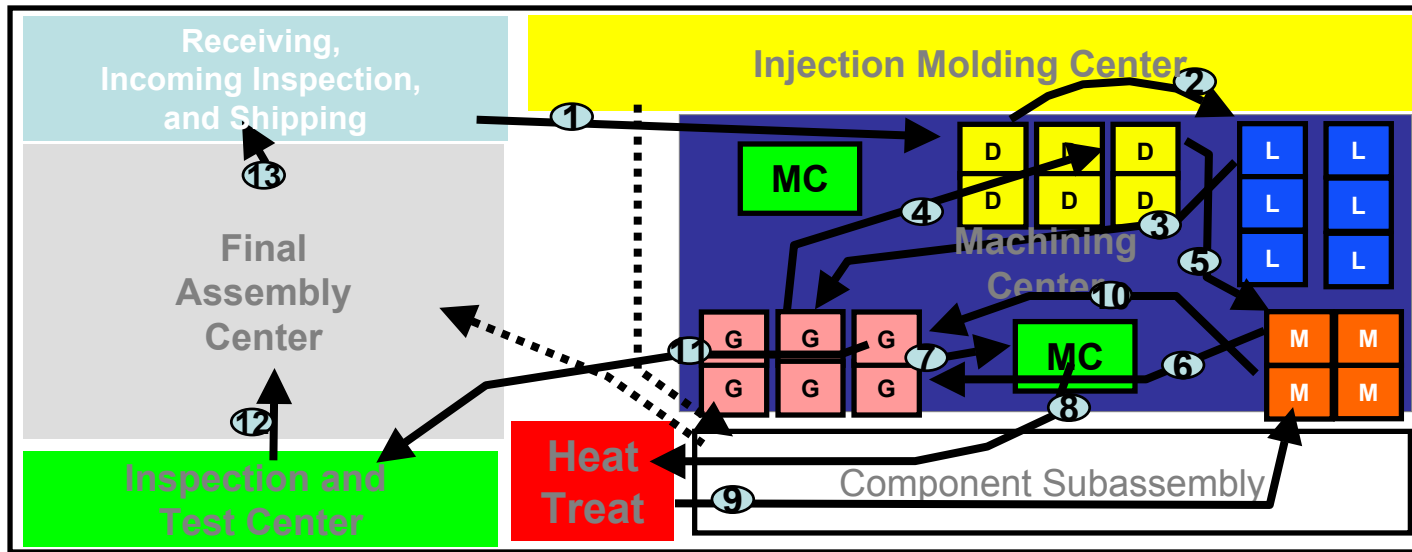 Receiving,
Incoming Inspection,
and Shipping
Injection Molding Center
2
1
13
MC
D D D
D D D
L L
L L
L L
4
3
Machining
Center
5
10
Final
Assembly
Center
G G G
G G G
11
7
MC
6
M M
M M
8
12
Inspection and
Test Center
Heat
Treat
9
Component Subassembly